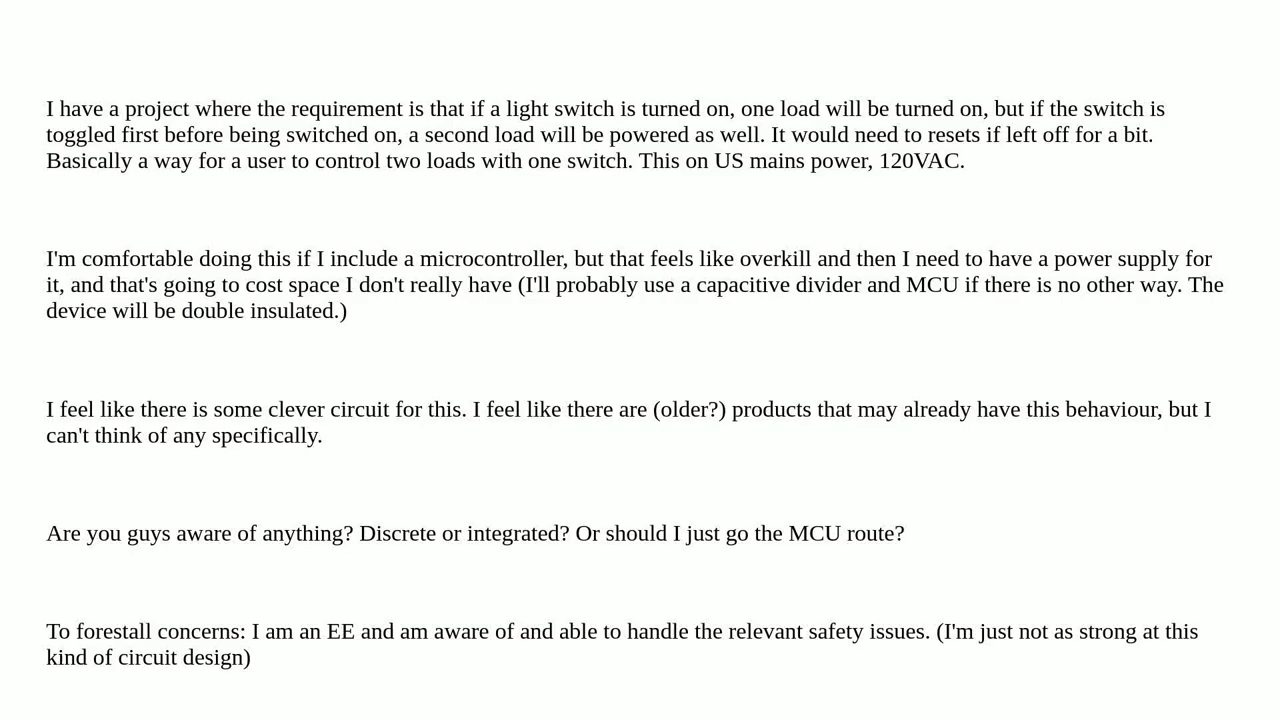 I have a project where the requirement is that if a light switch is turned on, one load will be turned on, but if the switch is
toggled first before being switched on, a second load will be powered as well. It would need to resets if left off for a bit.
Basically a way for a user to control two loads with one switch. This on US mains power, 120VAC.
I'm comfortable doing this if I include a microcontroller, but that feels like overkill and then I need to have a power supply for
it, and that's going to cost space I don't really have (I'll probably use a capacitive divider and MCU if there is no other way. The
device will be double insulated.)
I feel like there is some clever circuit for this. I feel like there are (older?) products that may already have this behaviour, but I
can't think of any specifically.
Are you guys aware of anything? Discrete or integrated? Or should I just go the MCU route?
To forestall concerns: I am an EE and am aware of and able to handle the relevant safety issues. (I'm just not as strong at this
kind of circuit design)